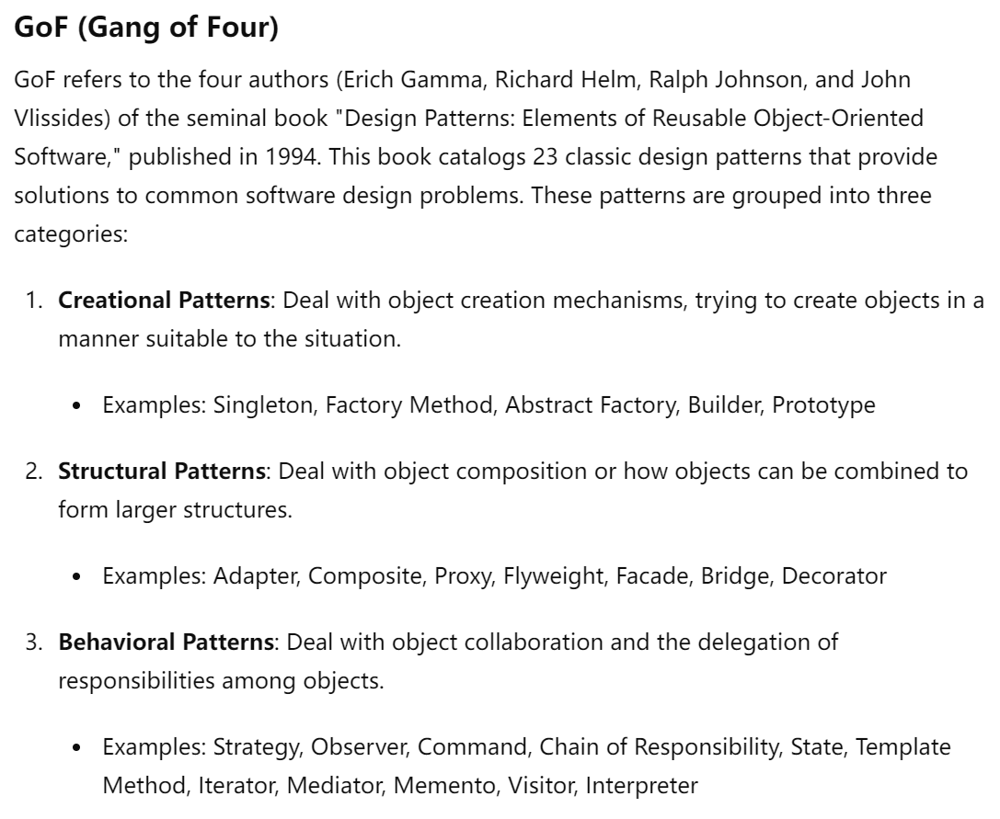 GoF (Gang of Four)
GoF refers to the four authors (Erich Gamma, Richard Helm, Ralph Johnson, and John
Vlissides) of the seminal book "Design Patterns: Elements of Reusable Object-Oriented
Software," published in 1994. This book catalogs 23 classic design patterns that provide
solutions to common software design problems. These patterns are grouped into three
categories:
1. Creational Patterns: Deal with object creation mechanisms, trying to create objects in a
manner suitable to the situation.
• Examples: Singleton, Factory Method, Abstract Factory, Builder, Prototype
2. Structural Patterns: Deal with object composition or how objects can be combined to
form larger structures.
• Examples: Adapter, Composite, Proxy, Flyweight, Facade, Bridge, Decorator
3. Behavioral Patterns: Deal with object collaboration and the delegation of
responsibilities among objects.
• Examples: Strategy, Observer, Command, Chain of Responsibility, State, Template
Method, Iterator, Mediator, Memento, Visitor, Interpreter